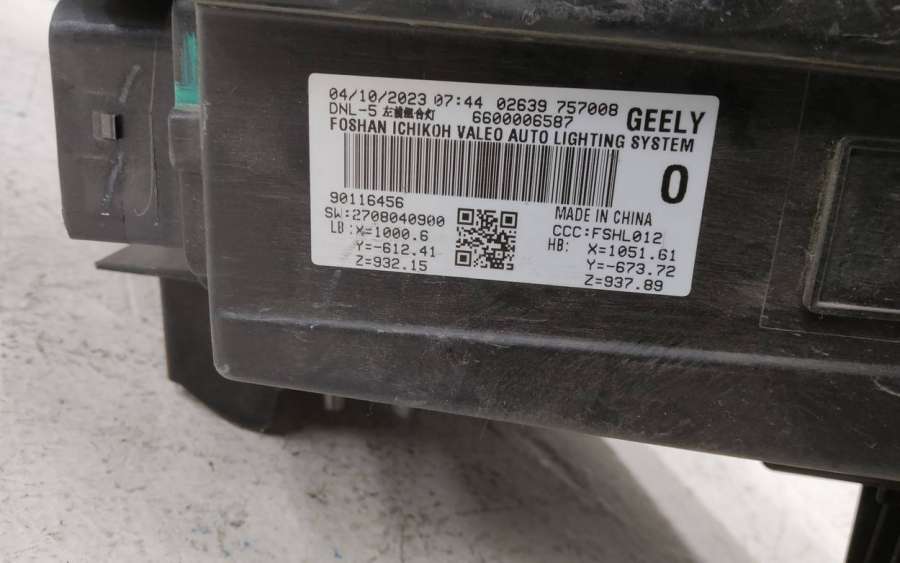 04/10/2023 07:44 02639 757008
DNL-5 左前组合灯 6600006587
GEELY
FOSHAN ICHIKOH VALEO AUTO LIGHTING SYSTEM
0
90116456
SW:2708040900
LB:X=1000.6
Y=-612.41
Z=932.15
MADE IN CHINA
CCC:FSHL012
HB: X=1051.61
Y=-673.72
Z=937.89